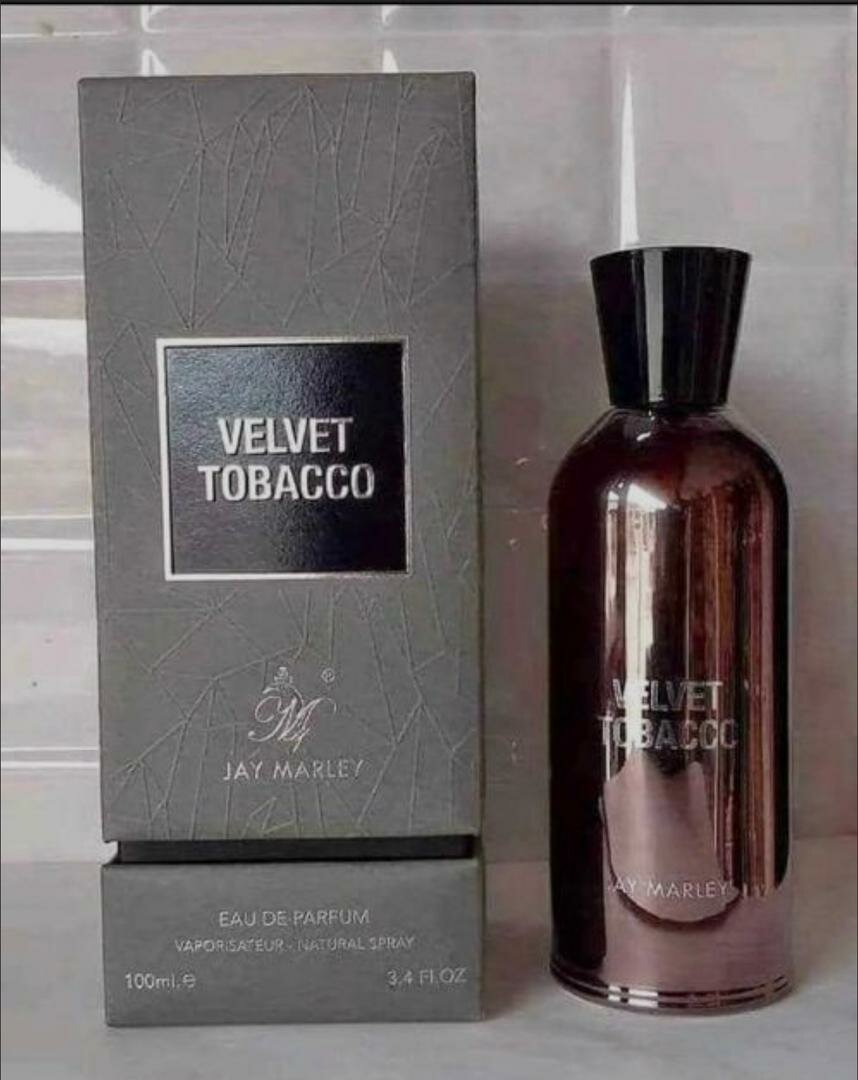 VELVET
TOBACCO
®
JAY MARLEY
EAU DE PARFUM
VAPORISATEUR - NATURAL SPRAY
100ml.℮
3.4 Fl.OZ
VELVET
TOBACCO
JAY MARLEY